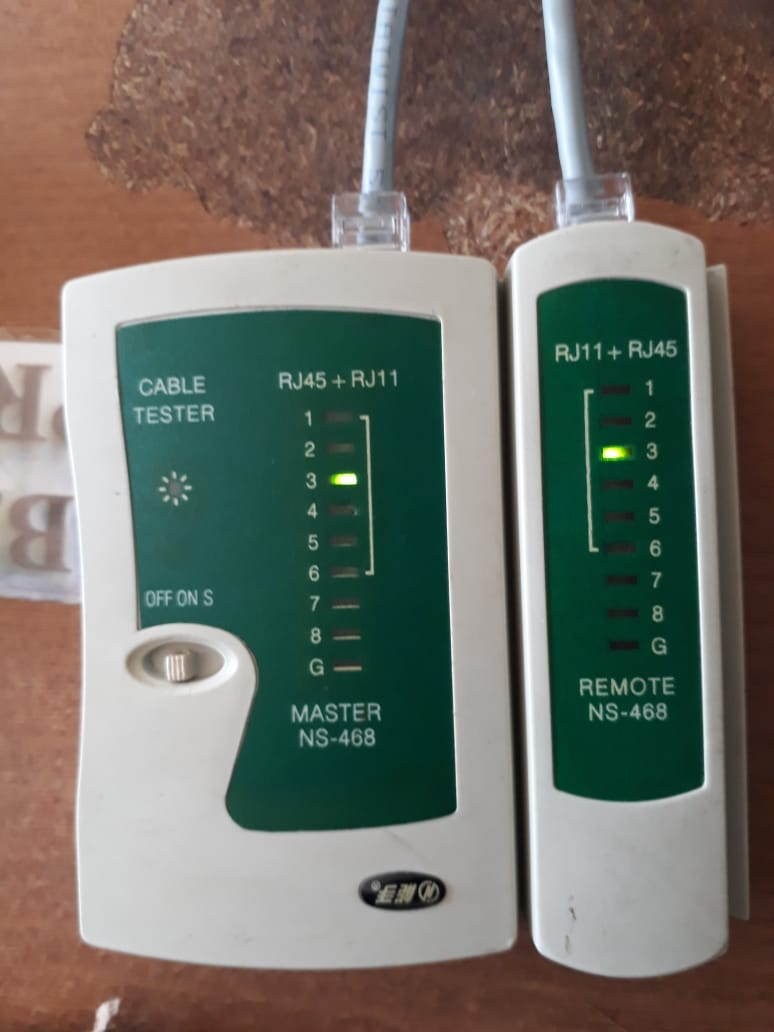 CABLE
TESTER
OFF ON S
RJ45 + RJ11
1
2
3
4
5
6
7
8
G
MASTER
NS-468
RJ11 + RJ45
1
2
3
4
5
6
7
8
G
REMOTE
NS-468